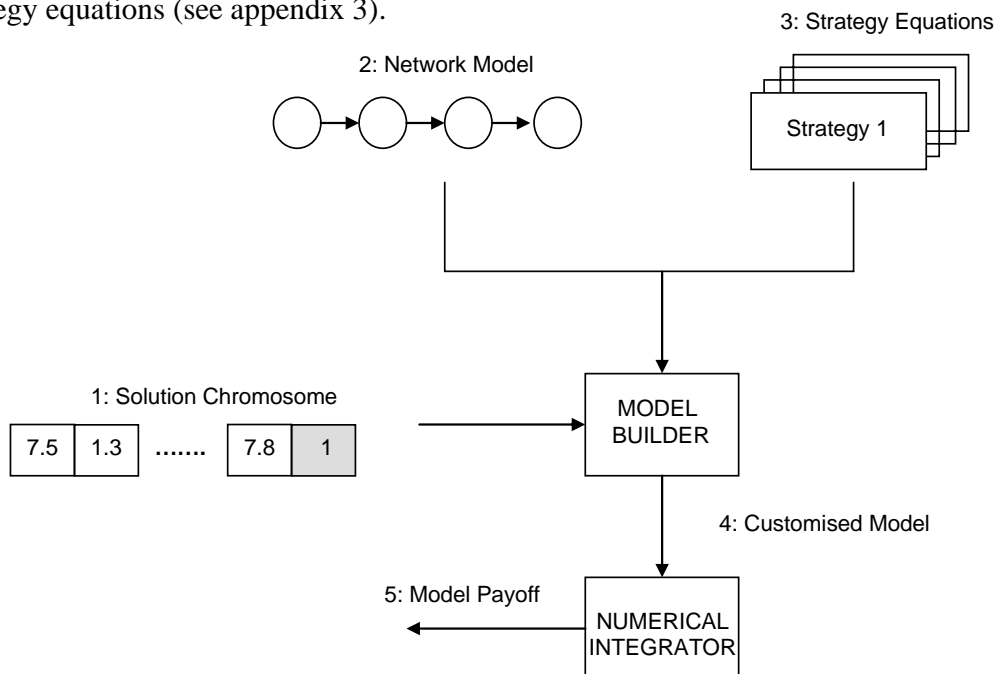 egy equations (see appendix 3).
3: Strategy Equations
2: Network Model
Strategy 1
1: Solution Chromosome
MODEL
BUILDER
7.5 1.3 ....... 7.8 1
4: Customised Model
5: Model Payoff
NUMERICAL
INTEGRATOR